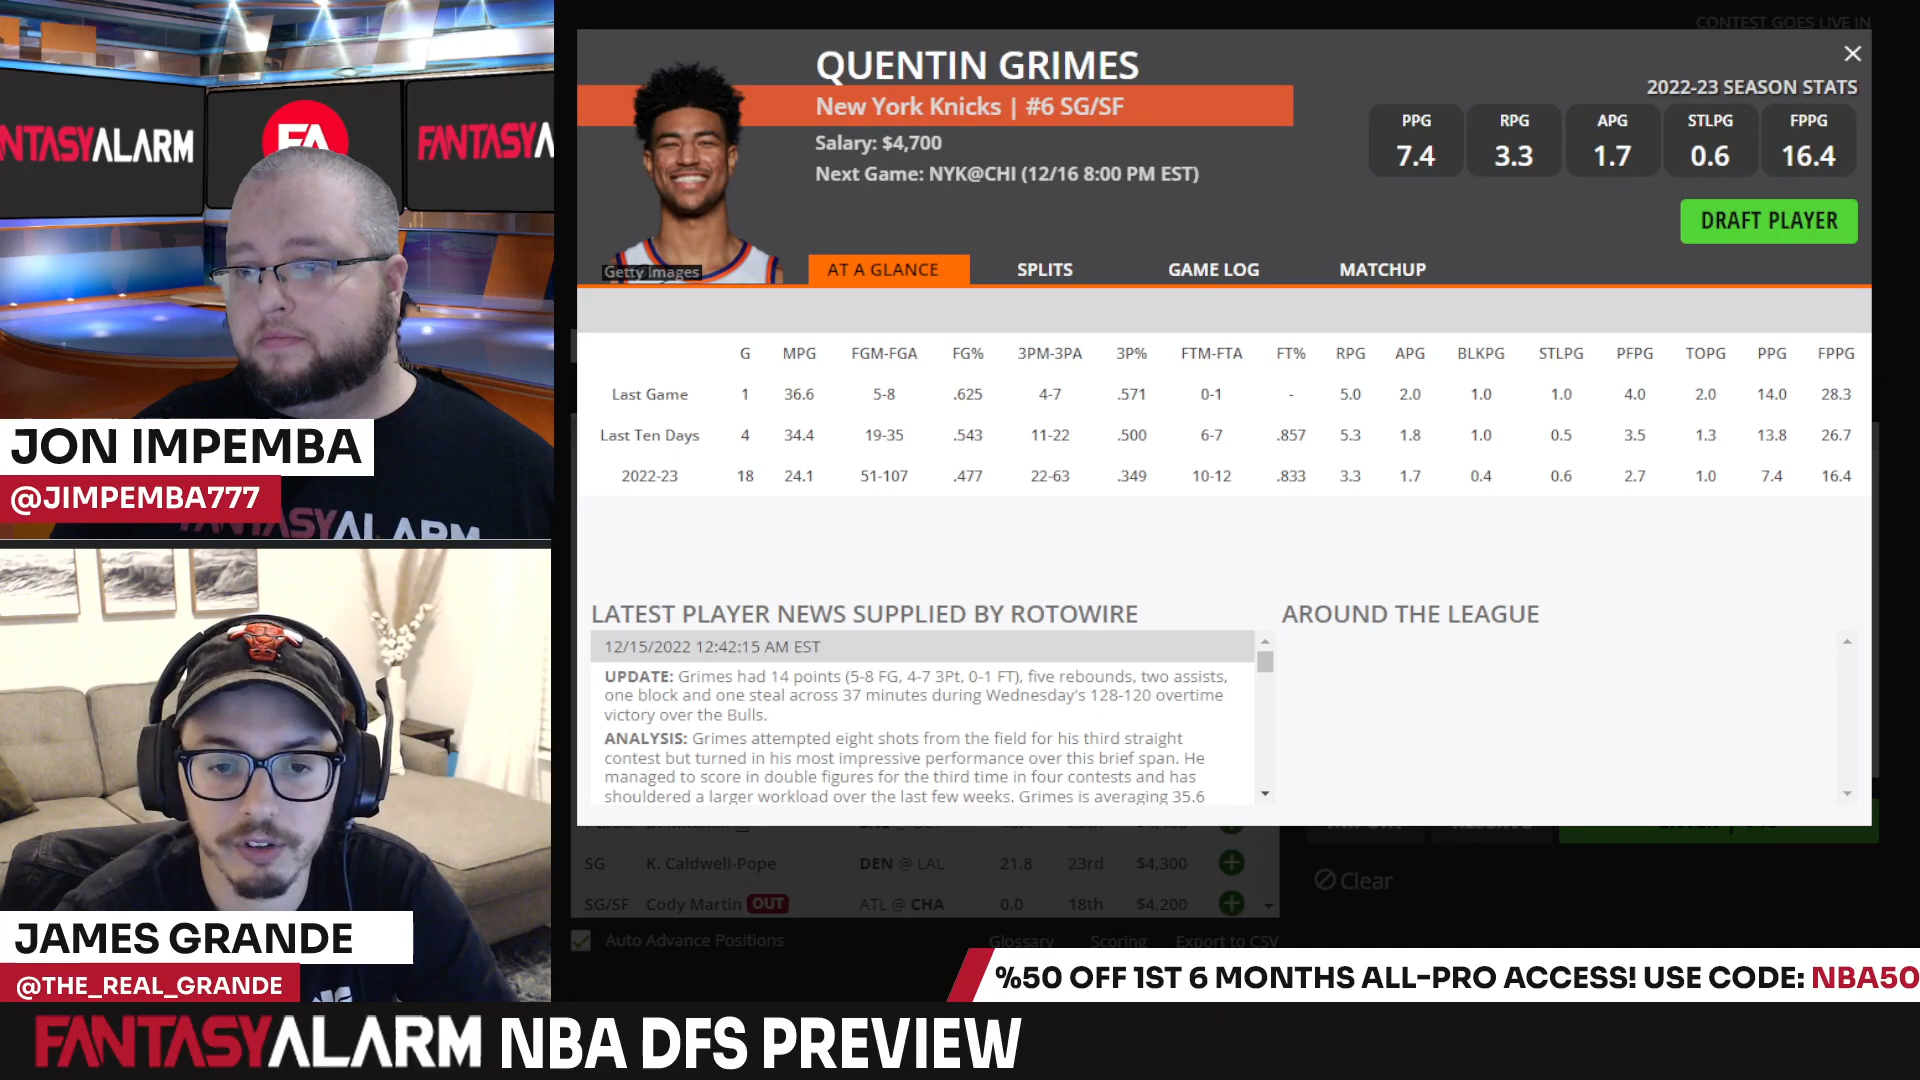 CONTEST GOES LIVE IN
QUENTIN GRIMES
New York Knicks | #6 SG/SF
Salary: $4,700
Next Game: NYK@CHI (12/16 8:00 PM EST)
2022-23 SEASON STATS
PPG RPG APG STLPG FPPG
7.4 3.3 1.7 0.6 16.4
DRAFT PLAYER
Getty Images
AT A GLANCE SPLITS GAME LOG MATCHUP
G MPG FGM-FGA FG% 3PM-3PA 3P% FTM-FTA FT% RPG APG BLKPG STLPG PFPG TOPG PPG FPPG
Last Game 1 36.6 5-8 .625 4-7 .571 0-1 - 5.0 2.0 1.0 1.0 4.0 2.0 14.0 28.3
Last Ten Days 4 34.4 19-35 .543 11-22 .500 6-7 .857 5.3 1.8 1.0 0.5 3.5 1.3 13.8 26.7
2022-23 18 24.1 51-107 .477 22-63 .349 10-12 .833 3.3 1.7 0.4 0.6 2.7 1.0 7.4 16.4
LATEST PLAYER NEWS SUPPLIED BY ROTOWIRE
12/15/2022 12:42:15 AM EST
UPDATE: Grimes had 14 points (5-8 FG, 4-7 3Pt, 0-1 FT), five rebounds, two assists,
one block and one steal across 37 minutes during Wednesday's 128-120 overtime
victory over the Bulls.
ANALYSIS: Grimes attempted eight shots from the field for his third straight
contest but turned in his most impressive performance over this brief span. He
managed to score in double figures for the third time in four contests and has
shouldered a larger workload over the last few weeks. Grimes is averaging 35.6
AROUND THE LEAGUE
SG K. Caldwell-Pope DEN @ LAL 21.8 23rd $4,300
SG/SF Cody Martin OUT ATL @ CHA 0.0 18th $4,200
Clear
Auto Advance Positions
Glossary Scoring Export to CSV
NTASYALARM
FA
FANTASYA
JON IMPEMBA
@JIMPEMBA777
FANTASYALARM
JAMES GRANDE
@THE_REAL_GRANDE
%50 OFF 1ST 6 MONTHS ALL-PRO ACCESS! USE CODE: NBA50
FANTASYALARM NBA DFS PREVIEW